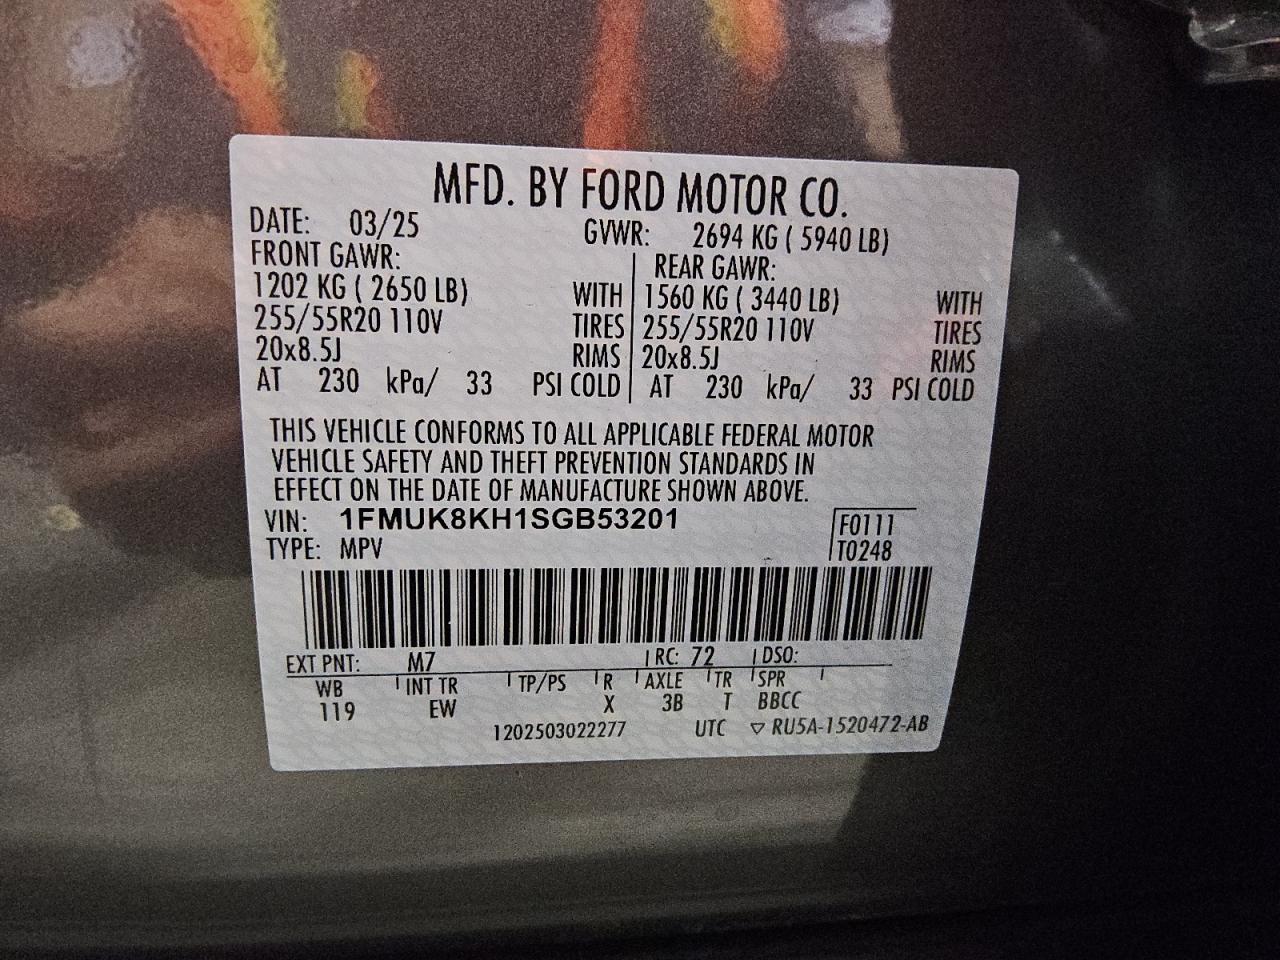 MFD. BY FORD MOTOR CO.
DATE: 03/25 GVWR: 2694 KG ( 5940 LB)
FRONT GAWR: REAR GAWR:
1202 KG ( 2650 LB) WITH 1560 KG ( 3440 LB) WITH
255/55R20 110V TIRES 255/55R20 110V TIRES
20x8.5J RIMS 20x8.5J RIMS
AT 230 kPa/ 33 PSI COLD AT 230 kPa/ 33 PSI COLD
THIS VEHICLE CONFORMS TO ALL APPLICABLE FEDERAL MOTOR
VEHICLE SAFETY AND THEFT PREVENTION STANDARDS IN
EFFECT ON THE DATE OF MANUFACTURE SHOWN ABOVE.
VIN: 1FMUK8KH1SGB53201 F0111
TYPE: MPV T0248
EXT PNT: M7 RC: 72 DSO:
WB INT TR TP/PS R AXLE TR SPR
119 EW X 3B T BBCC
1202503022277 UTC ▽ RU5A-1520472-AB